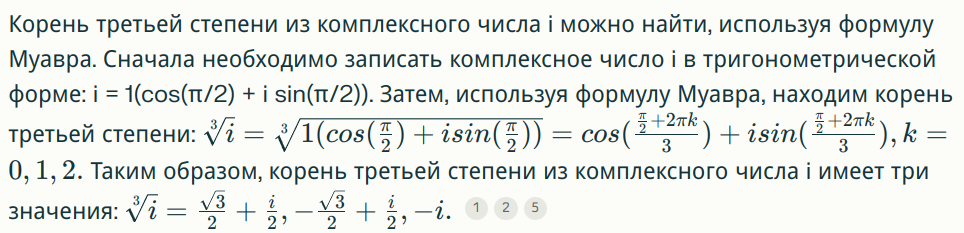 Корень третьей степени из комплексного числа i можно найти, используя формулу
Муавра. Сначала необходимо записать комплексное число i в тригонометрической
форме: i = 1(cos(π/2) + i sin(π/2)). Затем, используя формулу Муавра, находим корень
третьей степени: $\sqrt[3]{i} = \sqrt[3]{1(cos(\frac{\pi}{2}) + isin(\frac{\pi}{2}))} = cos(\frac{\frac{\pi}{2}+2\pi k}{3}) + isin(\frac{\frac{\pi}{2}+2\pi k}{3}), k =$
$0, 1, 2.$ Таким образом, корень третьей степени из комплексного числа i имеет три
значения: $\sqrt[3]{i} = \frac{\sqrt{3}}{2} + \frac{i}{2}, -\frac{\sqrt{3}}{2} + \frac{i}{2}, -i.$ 1 2 5